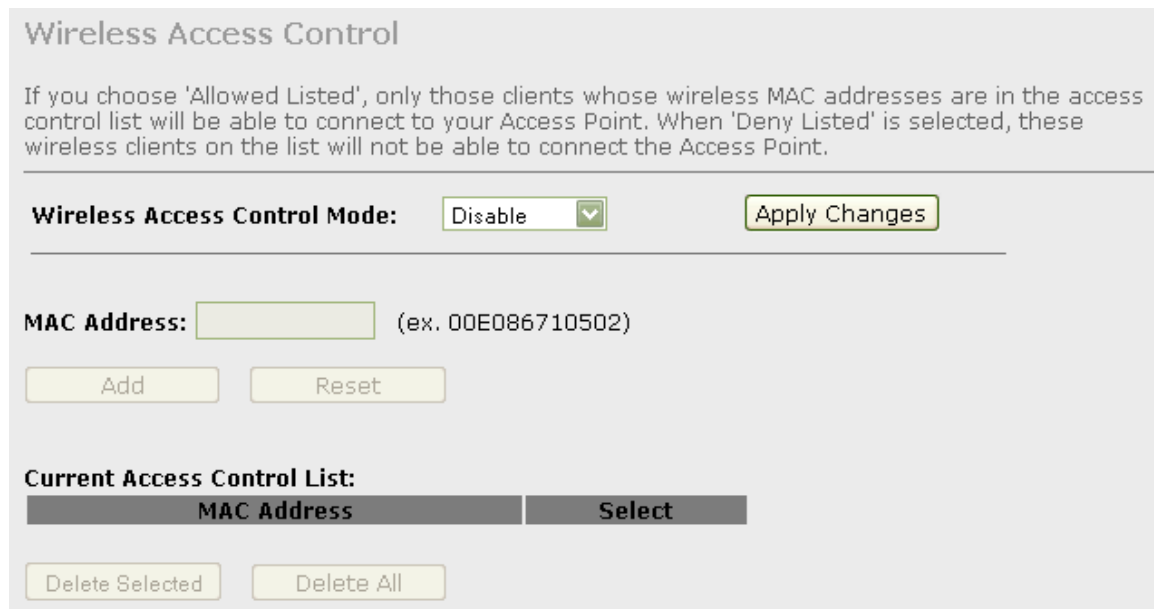 Wireless Access Control
If you choose 'Allowed Listed', only those clients whose wireless MAC addresses are in the access
control list will be able to connect to your Access Point. When 'Deny Listed' is selected, these
wireless clients on the list will not be able to connect the Access Point.
Wireless Access Control Mode: Disable Apply Changes
MAC Address: (ex. 00E086710502)
Add Reset
Current Access Control List:
MAC Address Select
Delete Selected Delete All